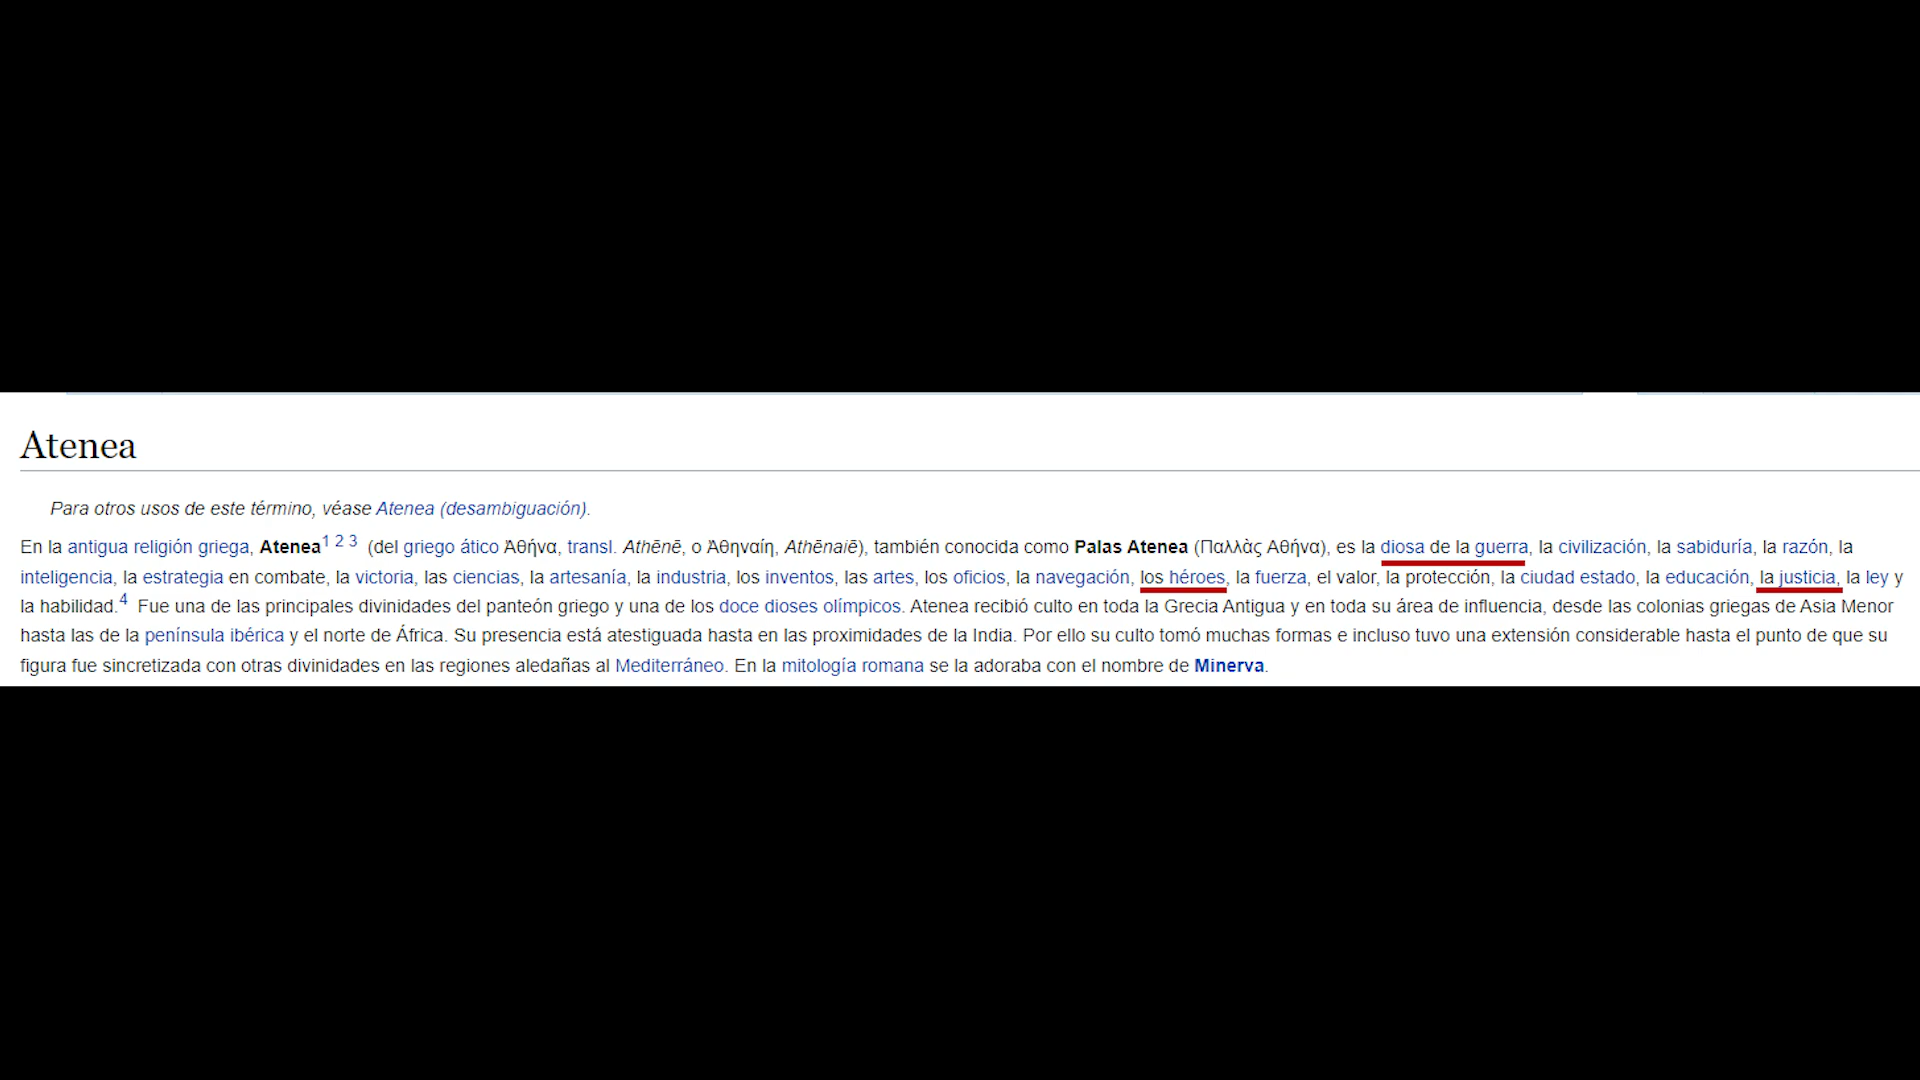 Atenea
Para otros usos de este término, véase Atenea (desambiguación).
En la antigua religión griega, Atenea1 2 3 (del griego ático Ἀθήνα, transl. Athēnē, o Ἀθηναίη, Athēnaiē), también conocida como Palas Atenea (Παλλὰς Ἀθήνα), es la diosa de la guerra, la civilización, la sabiduría, la razón, la
inteligencia, la estrategia en combate, la victoria, las ciencias, la artesanía, la industria, los inventos, las artes, los oficios, la navegación, los héroes, la fuerza, el valor, la protección, la ciudad estado, la educación, la justicia, la ley y
la habilidad.4 Fue una de las principales divinidades del panteón griego y una de los doce dioses olímpicos. Atenea recibió culto en toda la Grecia Antigua y en toda su área de influencia, desde las colonias griegas de Asia Menor
hasta las de la península ibérica y el norte de África. Su presencia está atestiguada hasta en las proximidades de la India. Por ello su culto tomó muchas formas e incluso tuvo una extensión considerable hasta el punto de que su
figura fue sincretizada con otras divinidades en las regiones aledañas al Mediterráneo. En la mitología romana se la adoraba con el nombre de Minerva.